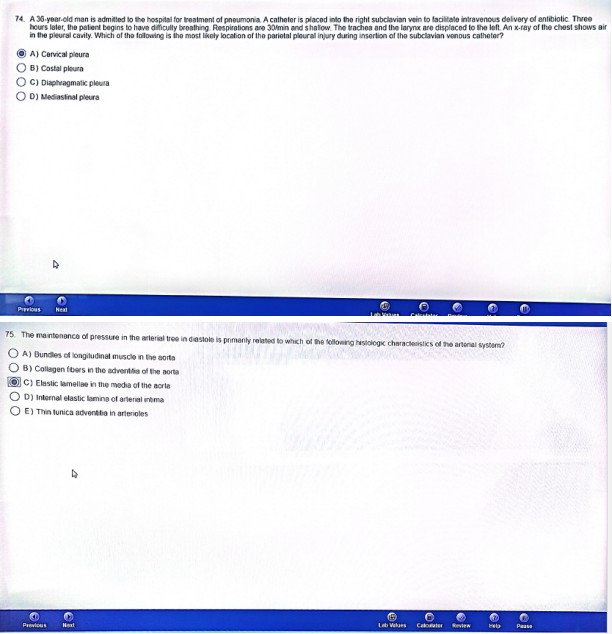 74. A 36-year-old man is admitted to the hospital for treatment of pneumonia. A catheter is placed into the right subclavian vein to facilitate intravenous delivery of antibiotic. Three
hours later, the patient begins to have difficulty breathing. Respirations are 30/min and shallow. The trachea and the larynx are displaced to the left. An x-ray of the chest shows air
in the pleural cavity. Which of the following is the most likely location of the parietal pleural injury during insertion of the subclavian venous catheter?
A) Cervical pleura
B) Costal pleura
C) Diaphragmatic pleura
D) Mediastinal pleura
Previous Next Lab Values Calculator
75. The maintenance of pressure in the arterial tree in diastole is primarily related to which of the following histologic characteristics of the arterial system?
A) Bundles of longitudinal muscle in the aorta
B) Collagen fibers in the adventitia of the aorta
C) Elastic lamellae in the media of the aorta
D) Internal elastic lamina of arterial intima
E) Thin tunica adventitia in arterioles
Previous Next Lab Values Calculator Review Help Pause